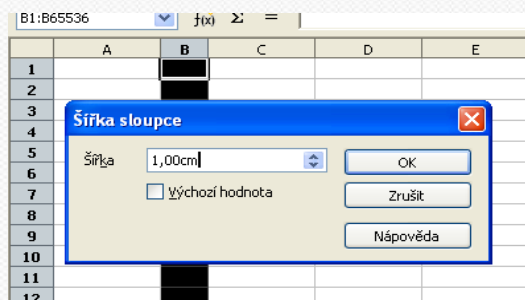 B1:B65536 f(x) Σ =
A B C D E
1
2
3
4
5
6
7
8
9
10
11
12
Šířka sloupce
Šířka 1,00cm OK
Výchozí hodnota Zrušit
Nápověda